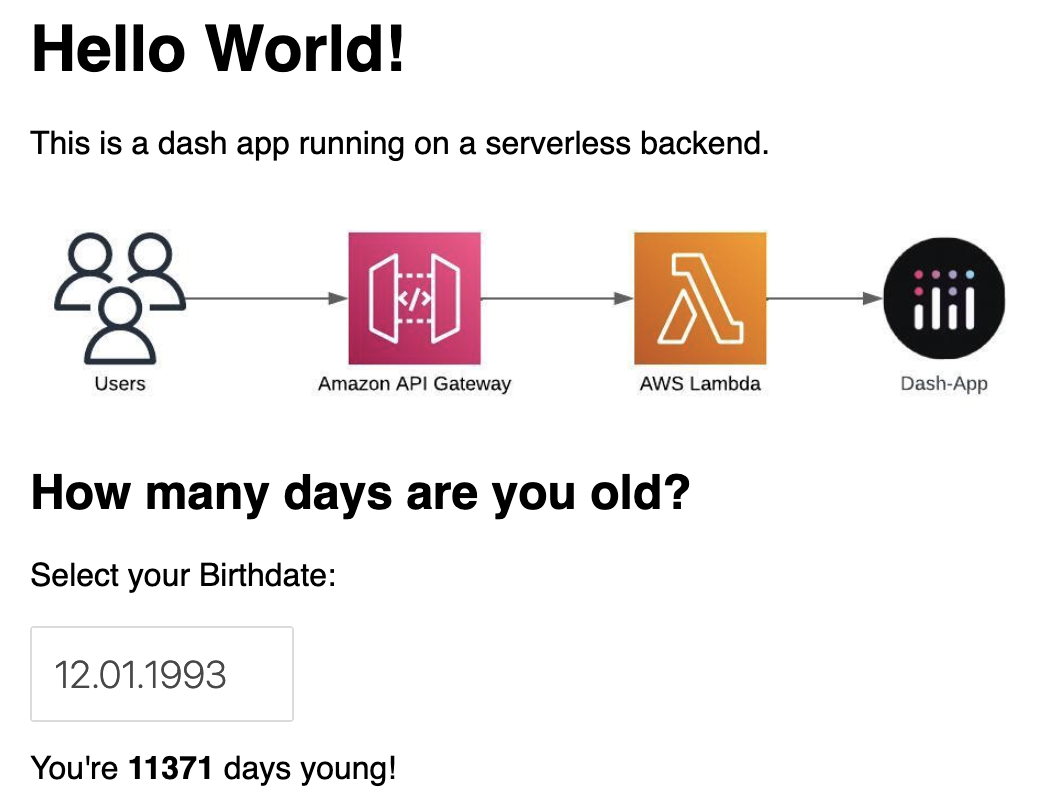 Hello World!
This is a dash app running on a serverless backend.
</>
Users
Amazon API Gateway
AWS Lambda
Dash-App
How many days are you old?
Select your Birthdate:
12.01.1993
You're 11371 days young!